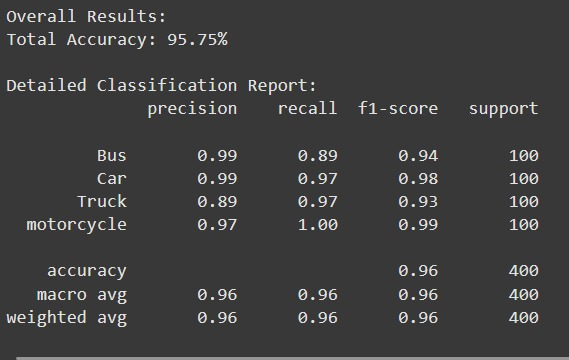 Overall Results:
Total Accuracy: 95.75%
Detailed Classification Report:
precision recall f1-score support
Bus 0.99 0.89 0.94 100
Car 0.99 0.97 0.98 100
Truck 0.89 0.97 0.93 100
motorcycle 0.97 1.00 0.99 100
accuracy 0.96 400
macro avg 0.96 0.96 0.96 400
weighted avg 0.96 0.96 0.96 400